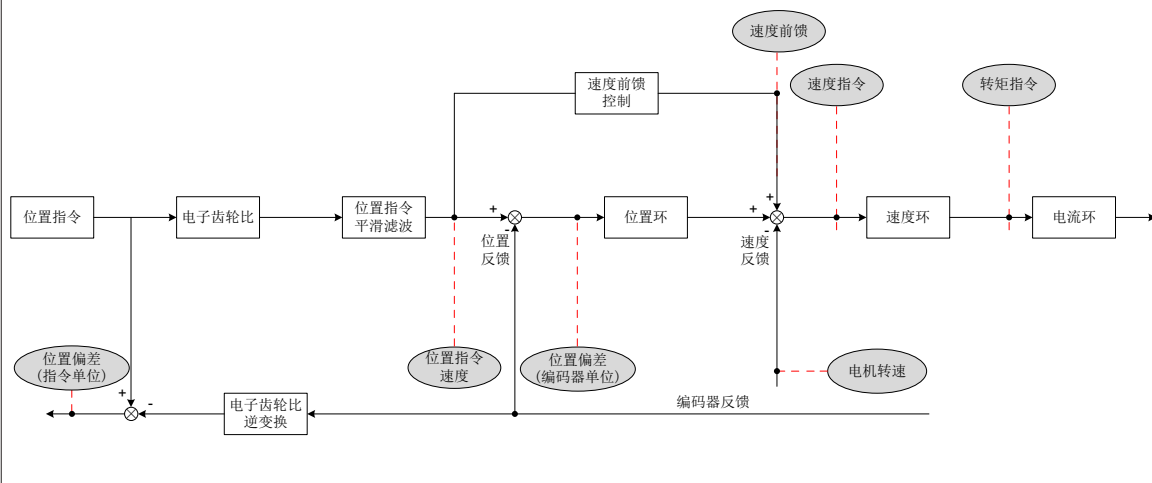 速度前馈
速度前馈
控制
速度指令
转矩指令
位置指令
电子齿轮比
位置指令
平滑滤波
+
-
位置
反馈
位置环
+
+
-
速度
反馈
速度环
电流环
位置偏差
(指令单位)
位置指令
速度
位置偏差
(编码器单位)
电机转速
+
-
电子齿轮比
逆变换
编码器反馈